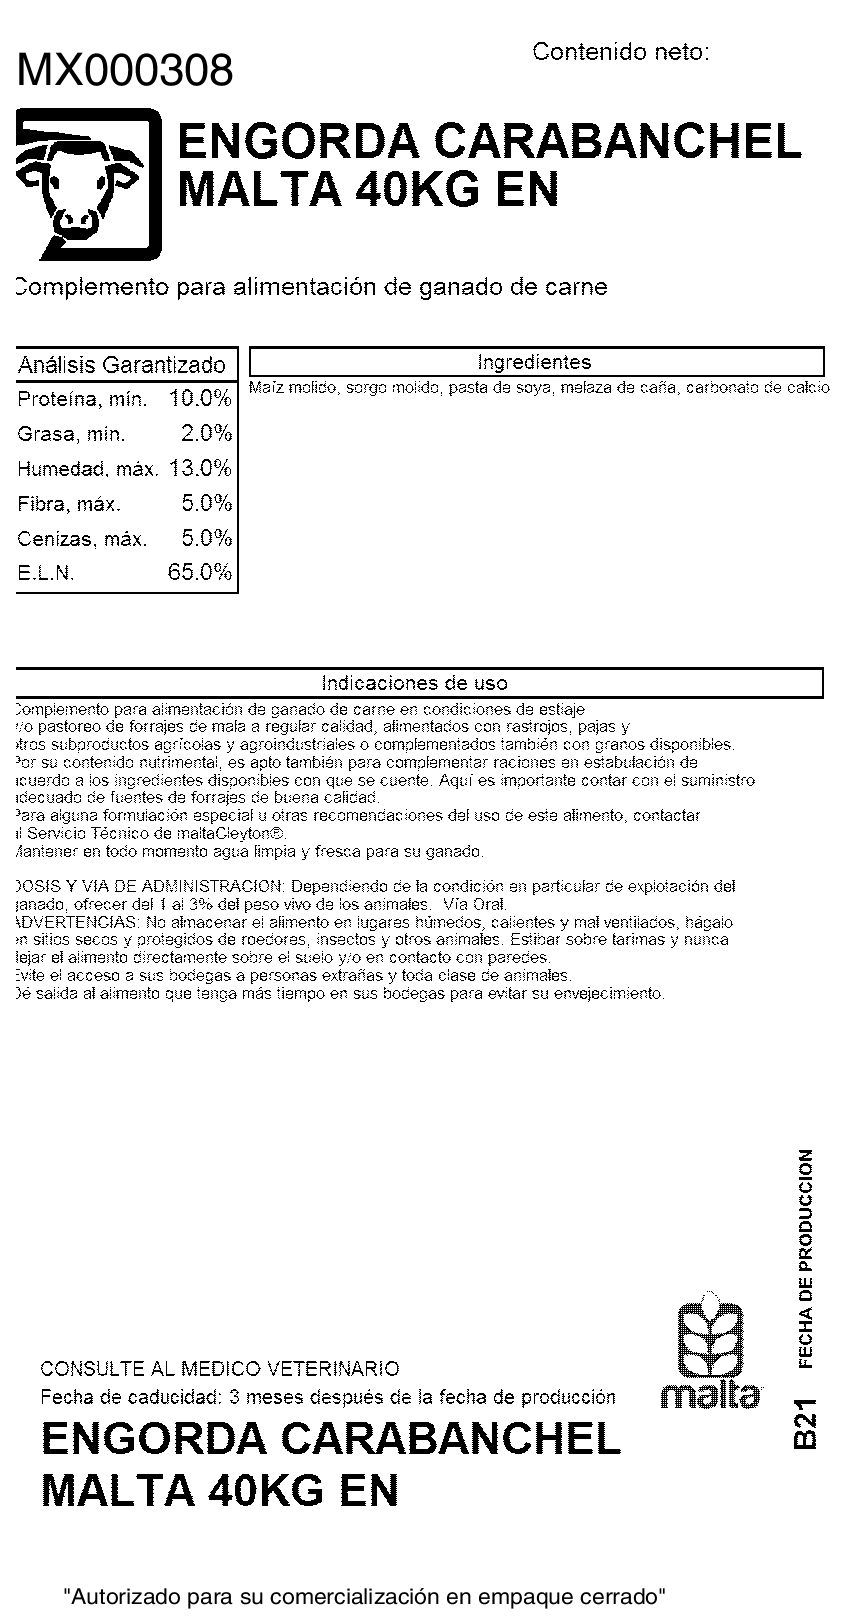 MX000308
Contenido neto:
ENGORDA CARABANCHEL
MALTA 40KG EN
Complemento para alimentación de ganado de carne
Análisis Garantizado
Proteína, mín. 10.0%
Grasa, mín. 2.0%
Humedad, máx. 13.0%
Fibra, máx. 5.0%
Cenizas, máx. 5.0%
E.L.N. 65.0%
Ingredientes
Maíz molido, sorgo molido, pasta de soya, melaza de caña, carbonato de calcio
Indicaciones de uso
Complemento para alimentación de ganado de carne en condiciones de estiaje
y/o pastoreo de forrajes de mala a regular calidad, alimentados con rastrojos, pajas y
otros subproductos agrícolas y agroindustriales o complementados también con granos disponibles.
Por su contenido nutrimental, es apto también para complementar raciones en estabulación de
acuerdo a los ingredientes disponibles con que se cuente. Aquí es importante contar con el suministro
adecuado de fuentes de forrajes de buena calidad.
Para alguna formulación especial u otras recomendaciones del uso de este alimento, contactar
al Servicio Técnico de maltaCleyton®.
Mantener en todo momento agua limpia y fresca para su ganado.
DOSIS Y VIA DE ADMINISTRACION: Dependiendo de la condición en particular de explotación del
ganado, ofrecer del 1 al 3% del peso vivo de los animales. Vía Oral.
ADVERTENCIAS: No almacenar el alimento en lugares húmedos, calientes y mal ventilados, hágalo
en sitios secos y protegidos de roedores, insectos y otros animales. Estibar sobre tarimas y nunca
dejar el alimento directamente sobre el suelo y/o en contacto con paredes.
Evite el acceso a sus bodegas a personas extrañas y toda clase de animales.
Dé salida al alimento que tenga más tiempo en sus bodegas para evitar su envejecimiento.
B21 FECHA DE PRODUCCION
malta
CONSULTE AL MEDICO VETERINARIO
Fecha de caducidad: 3 meses después de la fecha de producción
ENGORDA CARABANCHEL
MALTA 40KG EN
"Autorizado para su comercialización en empaque cerrado"